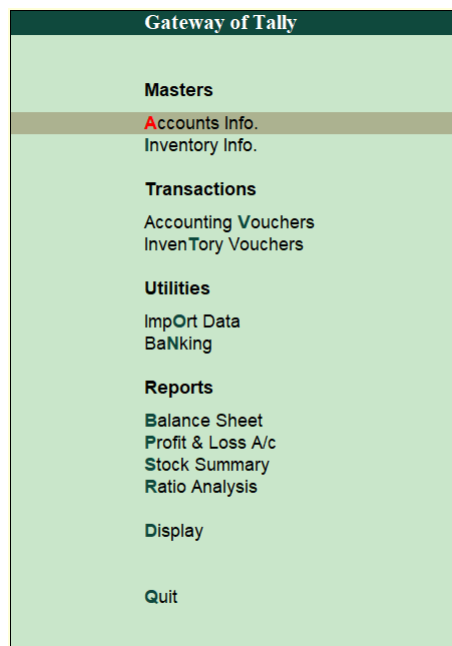 Gateway of Tally
Masters
Accounts Info.
Inventory Info.
Transactions
Accounting Vouchers
InvenTory Vouchers
Utilities
ImpOrt Data
BaNking
Reports
Balance Sheet
Profit & Loss A/c
Stock Summary
Ratio Analysis
Display
Quit